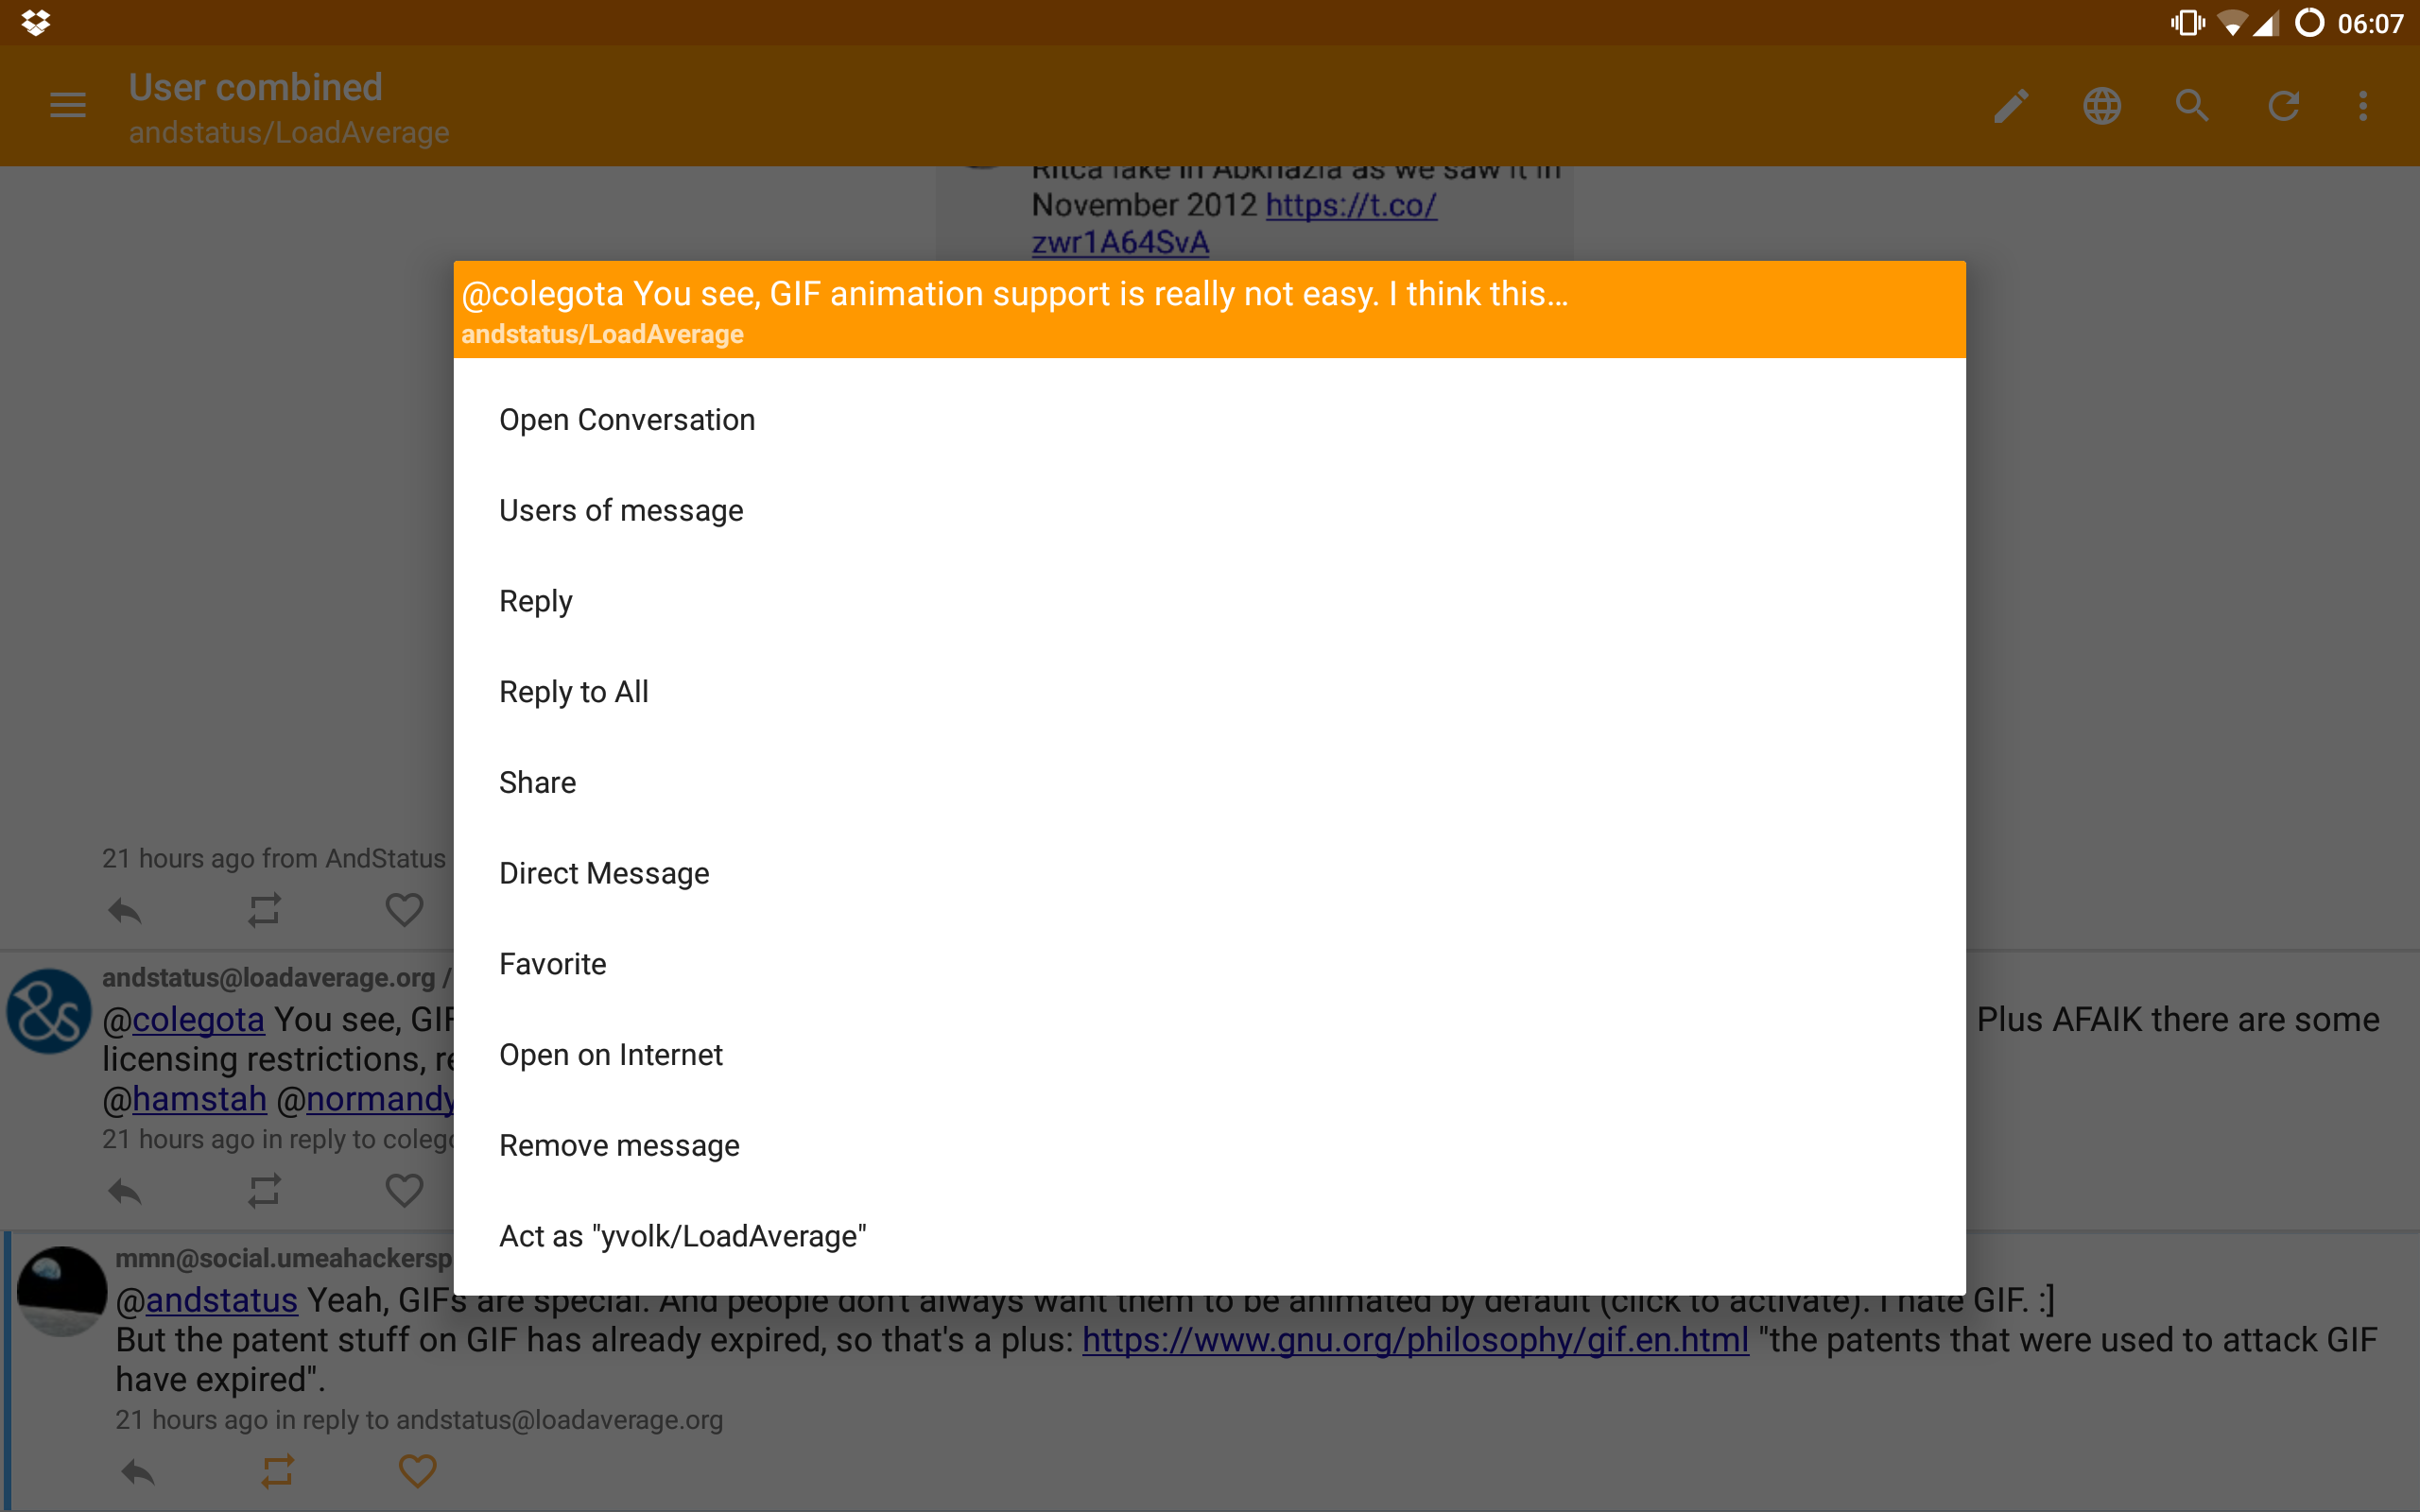 06:07
User combined
andstatus/LoadAverage
Ritca lake in Abkhazia as we saw it in
November 2012 https://t.co/
zwr1A64SvA
@colegota You see, GIF animation support is really not easy. I think this...
andstatus/LoadAverage
Open Conversation
Users of message
Reply
Reply to All
Share
Direct Message
Favorite
Open on Internet
Remove message
Act as "yvolk/LoadAverage"
21 hours ago from AndStatus
andstatus@loadaverage.org /
@colegota You see, GIF Plus AFAIK there are some
licensing restrictions,
@hamstah @normandy
21 hours ago in reply to
mmn@social.umeahackersp
@andstatus Yeah, GIFs are special. And people don't always want them to be animated by default (click to activate). I hate GIF. :]
But the patent stuff on GIF has already expired, so that's a plus: https://www.gnu.org/philosophy/gif.en.html "the patents that were used to attack GIF
have expired".
21 hours ago in reply to andstatus@loadaverage.org